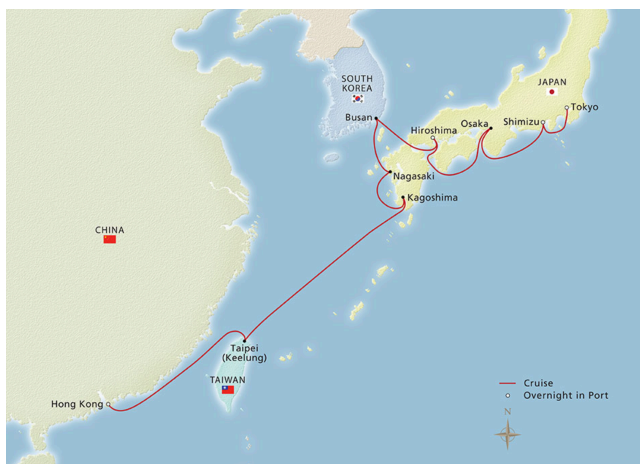 SOUTH
KOREA
JAPAN
Busan
Hiroshima
Osaka
Shimizu
Tokyo
Nagasaki
Kagoshima
CHINA
Taipei
(Keelung)
TAIWAN
Hong Kong
Cruise
Overnight in Port
N